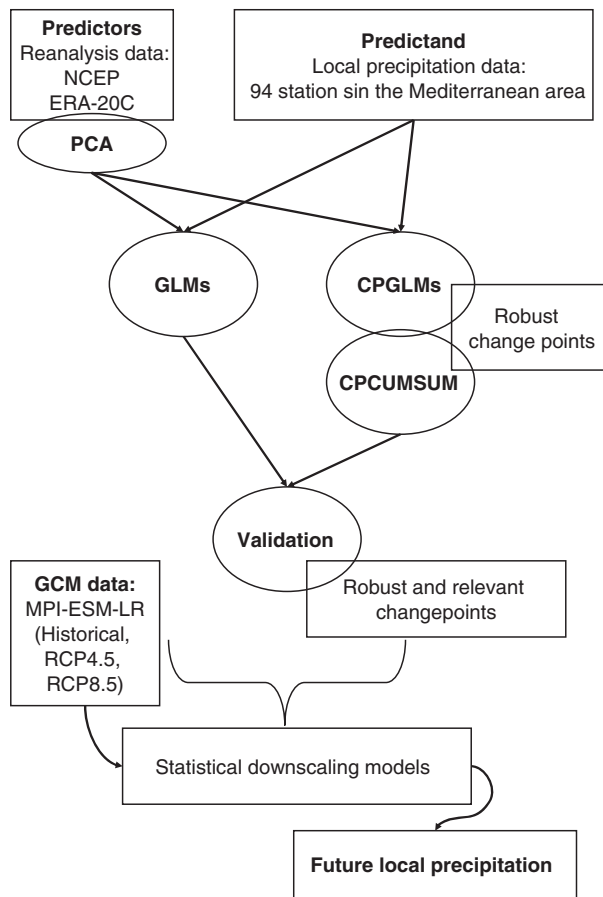 Predictors
Reanalysis data:
NCEP
ERA-20C
PCA
Predictand
Local precipitation data:
94 station sin the Mediterranean area
GLMs
CPGLMs
Robust
change points
CPCUMSUM
Validation
Robust and relevant
changepoints
GCM data:
MPI-ESM-LR
(Historical,
RCP4.5,
RCP8.5)
Statistical downscaling models
Future local precipitation